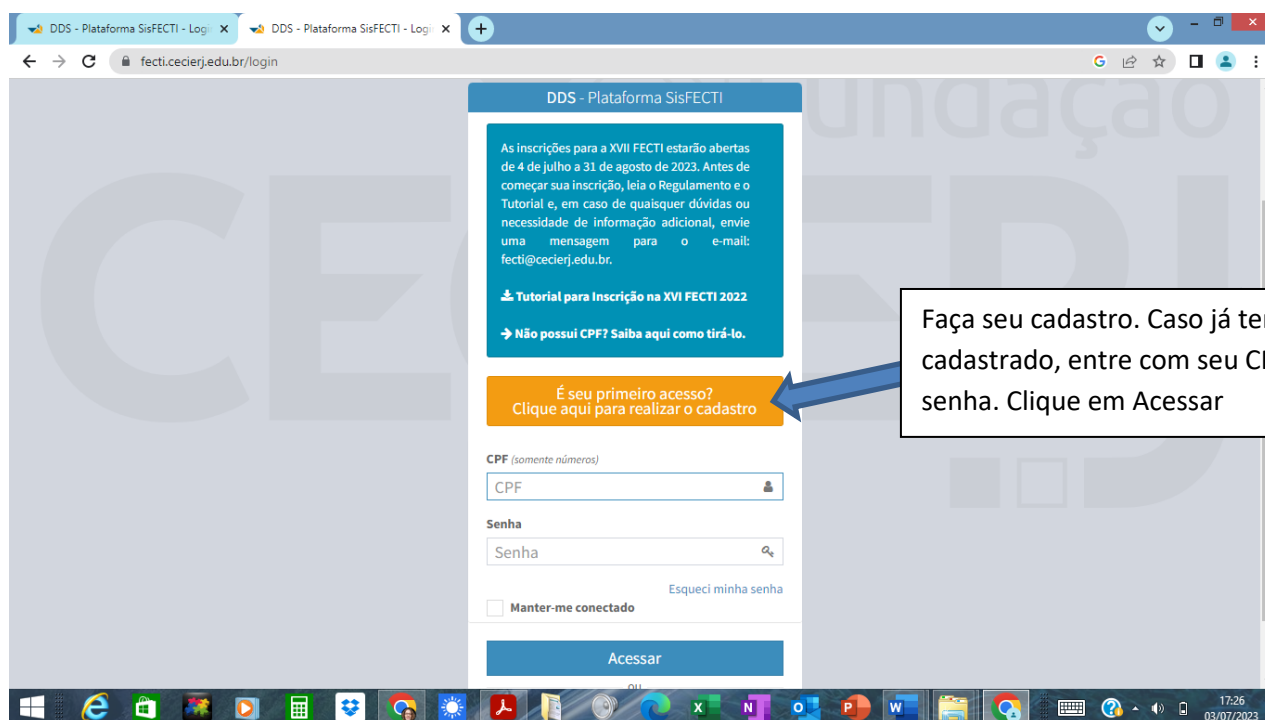 DDS - Plataforma SisFECTI - Logi
DDS - Plataforma SisFECTI - Logi
fecti.cecierj.edu.br/login
undação
CECIERJ
DDS - Plataforma SisFECTI
As inscrições para a XVII FECTI estarão abertas
de 4 de julho a 31 de agosto de 2023. Antes de
começar sua inscrição, leia o Regulamento e o
Tutorial e, em caso de quaisquer dúvidas ou
necessidade de informação adicional, envie
uma mensagem para o e-mail:
fecti@cecierj.edu.br.
Tutorial para Inscrição na XVI FECTI 2022
Não possui CPF? Saiba aqui como tirá-lo.
É seu primeiro acesso?
Clique aqui para realizar o cadastro
Faça seu cadastro. Caso já te
cadastrado, entre com seu C
senha. Clique em Acessar
CPF (somente números)
CPF
Senha
Senha
Esqueci minha senha
Manter-me conectado
Acessar
ou
17:26
03/07/2023